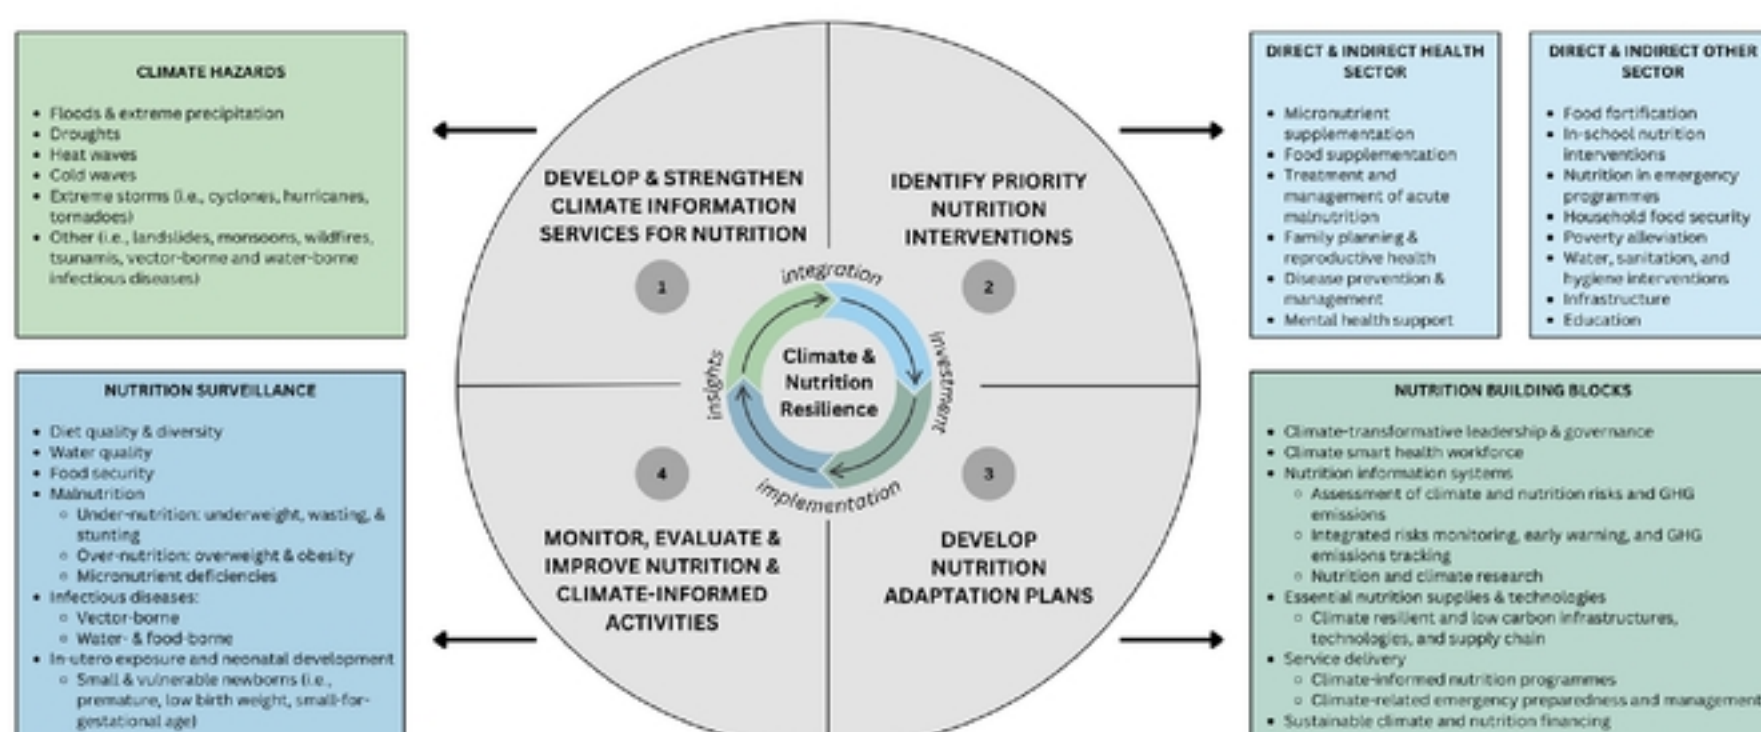 CLIMATE HAZARDS
• Floods & extreme precipitation
• Droughts
• Heat waves
• Cold waves
• Extreme storms (i.e., cyclones, hurricanes,
tornadoes)
• Other (i.e., landslides, monsoons, wildfires,
tsunamis, vector-borne and water-borne
infectious diseases)
NUTRITION SURVEILLANCE
• Diet quality & diversity
• Water quality
• Food security
• Malnutrition
○ Under-nutrition: underweight, wasting, &
stunting
○ Over-nutrition: overweight & obesity
○ Micronutrient deficiencies
• Infectious diseases:
○ Vector-borne
○ Water- & food-borne
• In-utero exposure and neonatal development
○ Small & vulnerable newborns (i.e.,
premature, low birth weight, small-for-
gestational age)
DEVELOP & STRENGTHEN
CLIMATE INFORMATION
SERVICES FOR NUTRITION
1
IDENTIFY PRIORITY
NUTRITION
INTERVENTIONS
2
integration
investment
implementation
insights
Climate &
Nutrition
Resilience
4
MONITOR, EVALUATE &
IMPROVE NUTRITION &
CLIMATE-INFORMED
ACTIVITIES
3
DEVELOP
NUTRITION
ADAPTATION PLANS
DIRECT & INDIRECT HEALTH
SECTOR
• Micronutrient
supplementation
• Food supplementation
• Treatment and
management of acute
malnutrition
• Family planning &
reproductive health
• Disease prevention &
management
• Mental health support
DIRECT & INDIRECT OTHER
SECTOR
• Food fortification
• In-school nutrition
interventions
• Nutrition in emergency
programmes
• Household food security
• Poverty alleviation
• Water, sanitation, and
hygiene interventions
• Infrastructure
• Education
NUTRITION BUILDING BLOCKS
• Climate-transformative leadership & governance
• Climate smart health workforce
• Nutrition information systems
○ Assessment of climate and nutrition risks and GHG
emissions
○ Integrated risks monitoring, early warning, and GHG
emissions tracking
○ Nutrition and climate research
• Essential nutrition supplies & technologies
○ Climate resilient and low carbon infrastructures,
technologies, and supply chain
• Service delivery
○ Climate-informed nutrition programmes
○ Climate-related emergency preparedness and management
• Sustainable climate and nutrition financing